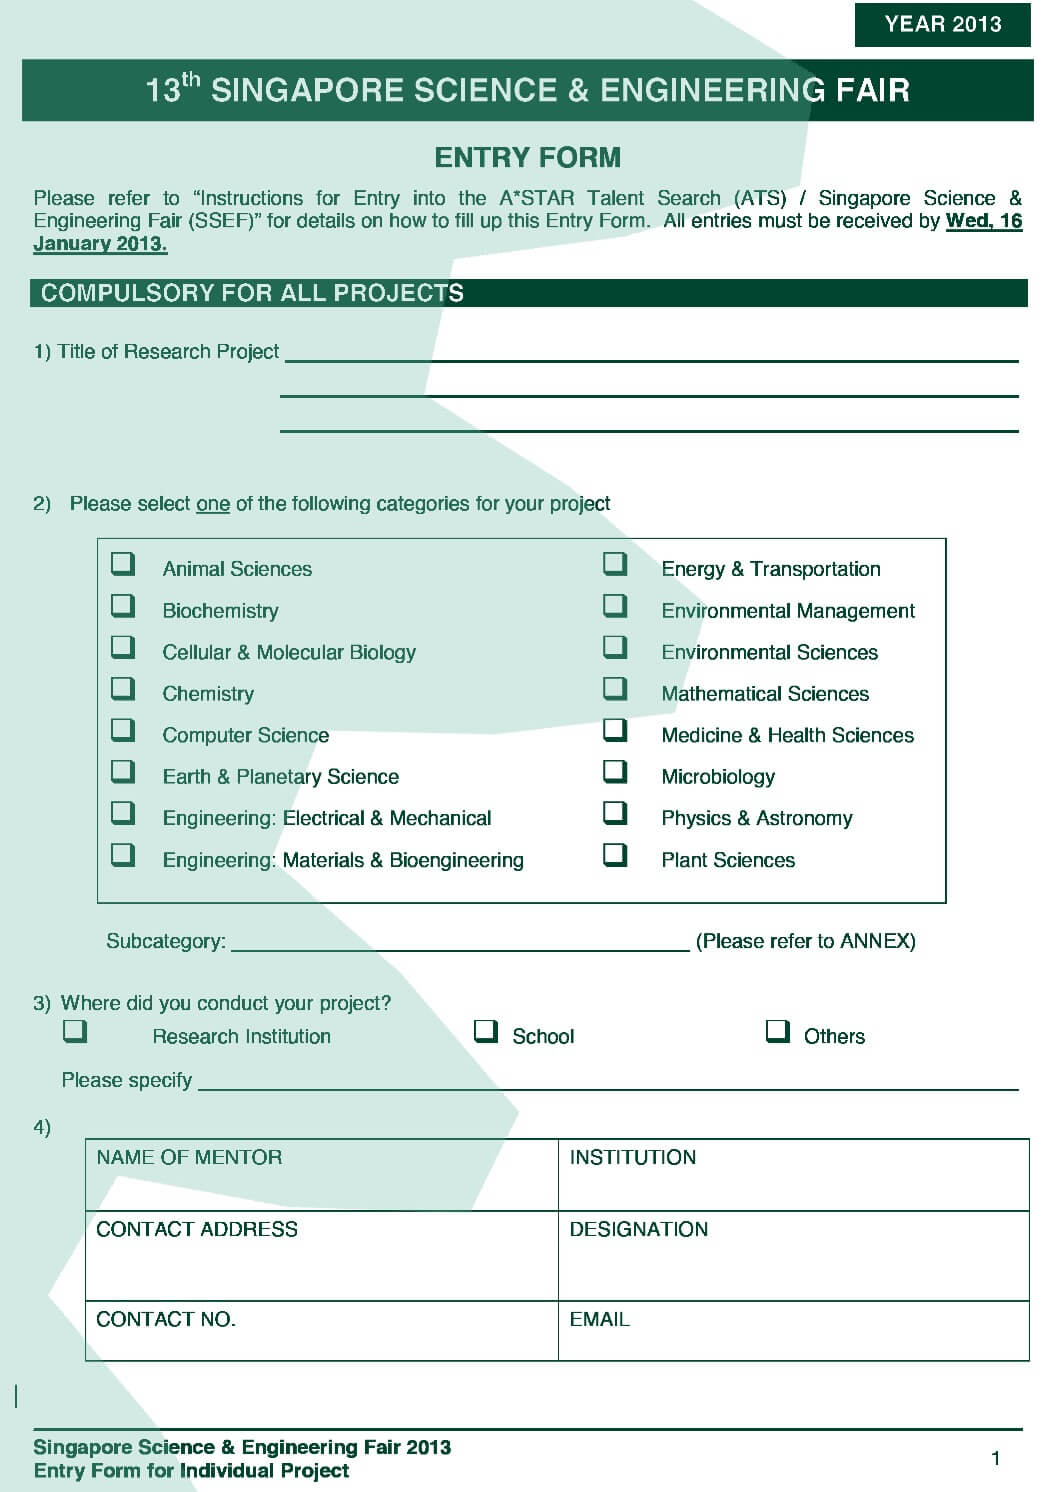 YEAR 2013
13th SINGAPORE SCIENCE & ENGINEERING FAIR
ENTRY FORM
Please refer to “Instructions for Entry into the A*STAR Talent Search (ATS) / Singapore Science &
Engineering Fair (SSEF)” for details on how to fill up this Entry Form. All entries must be received by Wed, 16
January 2013.
COMPULSORY FOR ALL PROJECTS
1) Title of Research Project
2) Please select one of the following categories for your project
Animal Sciences
Biochemistry
Cellular & Molecular Biology
Chemistry
Computer Science
Earth & Planetary Science
Engineering: Electrical & Mechanical
Engineering: Materials & Bioengineering
Energy & Transportation
Environmental Management
Environmental Sciences
Mathematical Sciences
Medicine & Health Sciences
Microbiology
Physics & Astronomy
Plant Sciences
Subcategory: (Please refer to ANNEX)
3) Where did you conduct your project?
Research Institution School Others
Please specify
4)
NAME OF MENTOR INSTITUTION
CONTACT ADDRESS DESIGNATION
CONTACT NO. EMAIL
Singapore Science & Engineering Fair 2013
Entry Form for Individual Project
1